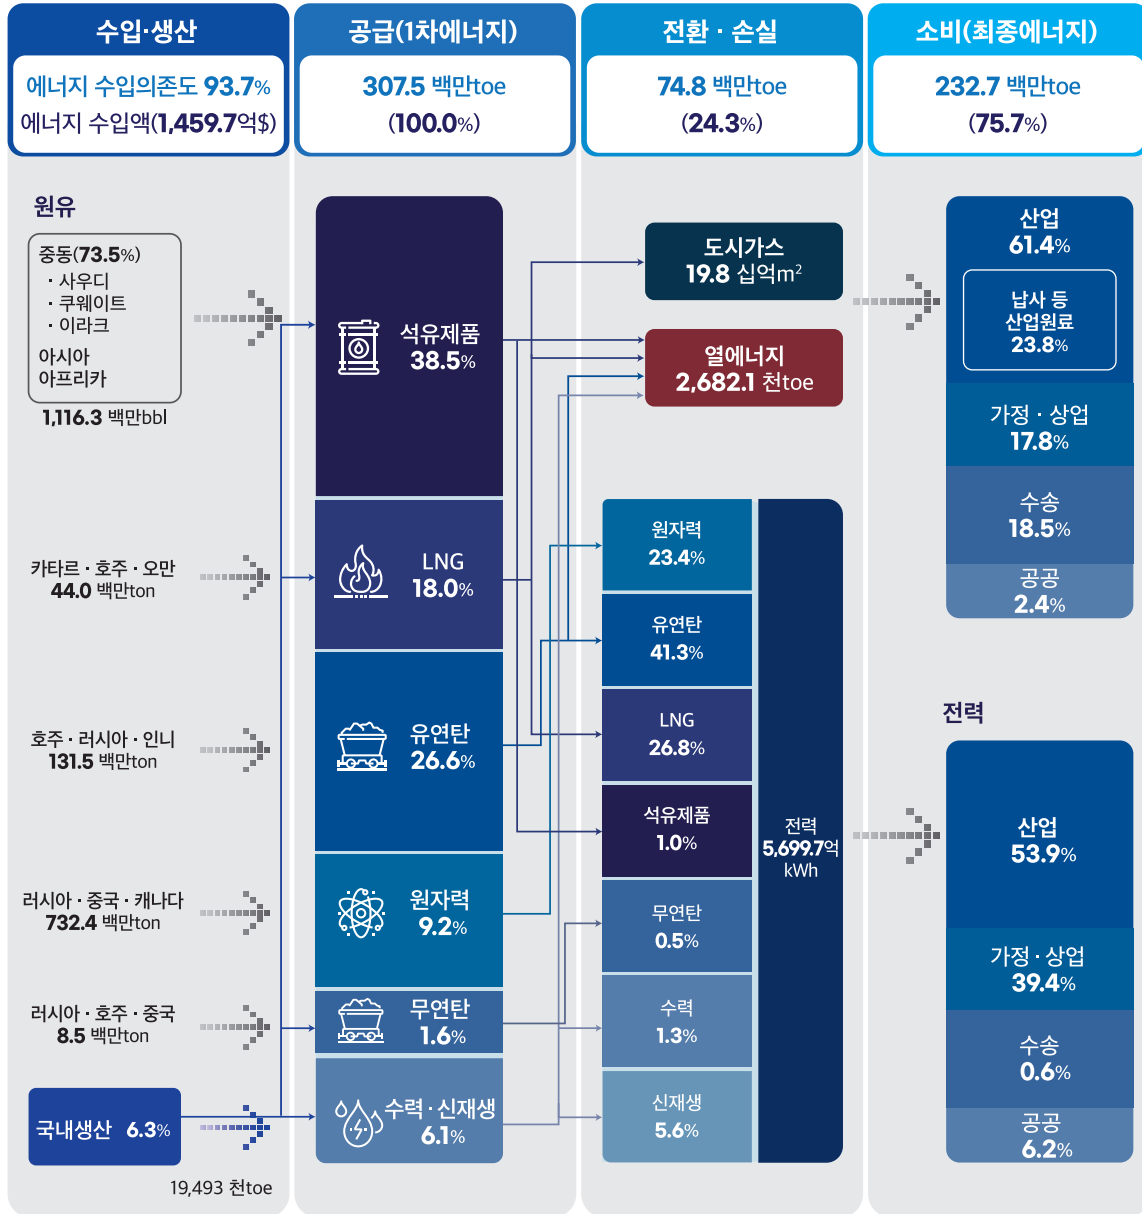 수입·생산
에너지 수입의존도 93.7%
에너지 수입액(1,459.7억$)
공급(1차에너지)
307.5 백만toe
(100.0%)
전환 · 손실
74.8 백만toe
(24.3%)
소비(최종에너지)
232.7 백만toe
(75.7%)
원유
중동(73.5%)
· 사우디
· 쿠웨이트
· 이라크
아시아
아프리카
1,116.3 백만bbl
카타르 · 호주 · 오만
44.0 백만ton
호주 · 러시아 · 인니
131.5 백만ton
러시아 · 중국 · 캐나다
732.4 백만ton
러시아 · 호주 · 중국
8.5 백만ton
국내생산 6.3%
19,493 천toe
석유제품
38.5%
LNG
18.0%
유연탄
26.6%
원자력
9.2%
무연탄
1.6%
수력 · 신재생
6.1%
도시가스
19.8 십억m²
열에너지
2,682.1 천toe
원자력
23.4%
유연탄
41.3%
LNG
26.8%
석유제품
1.0%
무연탄
0.5%
수력
1.3%
신재생
5.6%
전력
5,699.7억
kWh
산업
61.4%
납사 등
산업원료
23.8%
가정 · 상업
17.8%
수송
18.5%
공공
2.4%
전력
산업
53.9%
가정 · 상업
39.4%
수송
0.6%
공공
6.2%